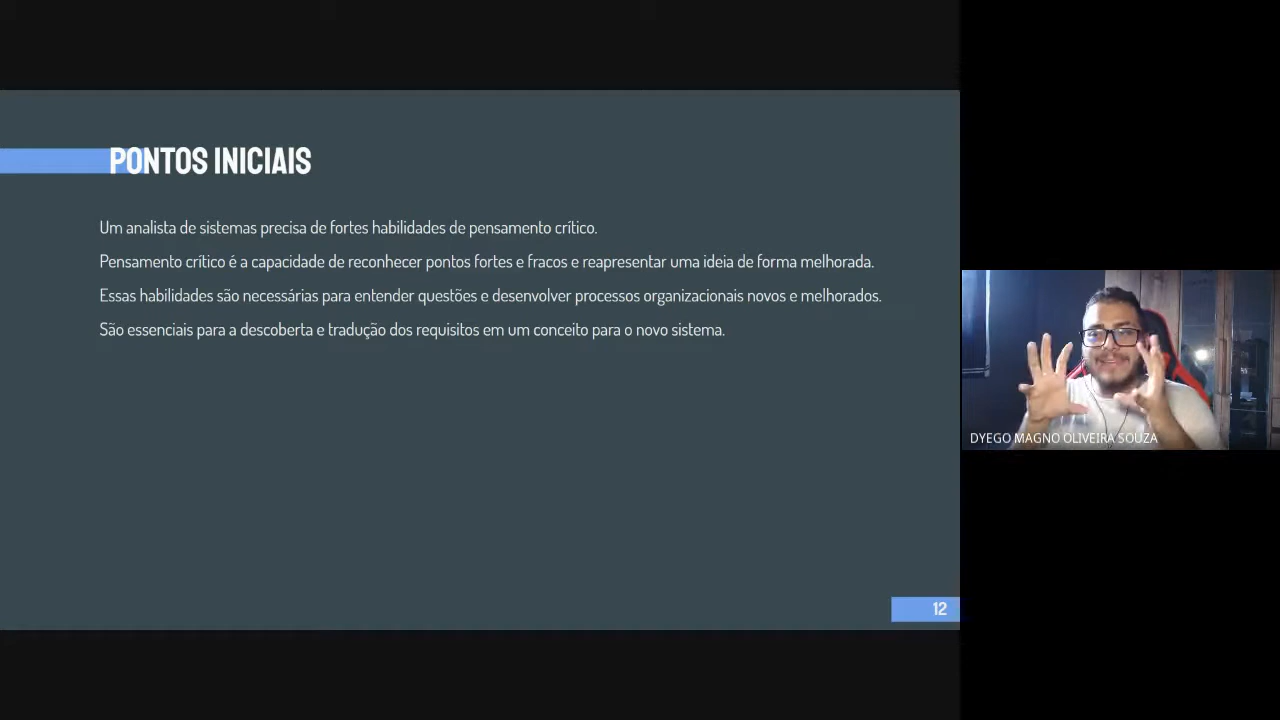 PONTOS INICIAIS
Um analista de sistemas precisa de fortes habilidades de pensamento crítico.
Pensamento crítico é a capacidade de reconhecer pontos fortes e fracos e reapresentar uma ideia de forma melhorada.
Essas habilidades são necessárias para entender questões e desenvolver processos organizacionais novos e melhorados.
São essenciais para a descoberta e tradução dos requisitos em um conceito para o novo sistema.
DYEGO MAGNO OLIVEIRA SOUZA
12